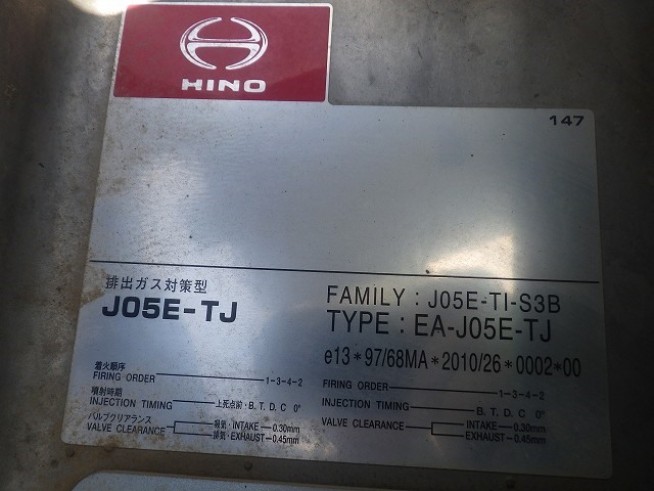 HINO
147
排出ガス対策型
J05E-TJ
FAMILY : J05E-TI-S3B
TYPE : EA-J05E-TJ
e13*97/68MA*2010/26*0002*00
着火順序
FIRING ORDER 1-3-4-2
噴射時期
INJECTION TIMING 上死点前・B. T. D. C 0°
バルブクリアランス
VALVE CLEARANCE 吸気・INTAKE-0.30mm
排気・EXHAUST-0.45mm
FIRING ORDER 1-3-4-2
INJECTION TIMING B. T. D. C 0°
VALVE CLEARANCE INTAKE-0.30mm
EXHAUST-0.45mm